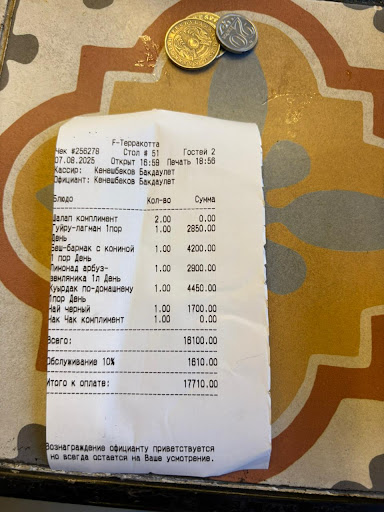 F-Терракотта
Чек #256278 Стол # 51 Гостей 2
07.08.2025 Открыт 16:59 Печать 18:56
Кассир: Кенешбеков Бакдаулет
Официант: Кенешбеков Бакдаулет
Блюдо Кол-во Сумма
Шалап комплимент 2.00 0.00
Гуйру-лагман 1пор 1.00 2850.00
День
Беш-бармак с кониной 1.00 4200.00
1 пор День
Лимонад арбуз- 1.00 2900.00
земляника 1л День
Куырдак по-домашнему 1.00 4450.00
1пор День
Чай черный 1.00 1700.00
Чак Чак комплимент 1.00 0.00
Всего: 16100.00
Обслуживание 10% 1610.00
Итого к оплате: 17710.00
Вознаграждение официанту приветствуется
но всегда остается на Ваше усмотрение.
20